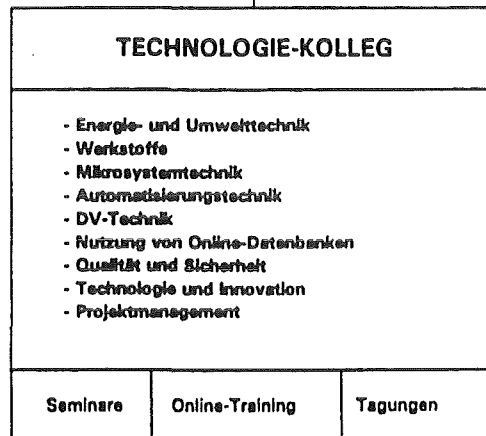 TECHNOLOGIE-KOLLEG
- Energie- und Umwelttechnik
- Werkstoffe
- Mikrosystemtechnik
- Automatisierungstechnik
- DV-Technik
- Nutzung von Online-Datenbanken
- Qualität und Sicherheit
- Technologie und Innovation
- Projektmanagement
Seminare Online-Training Tagungen